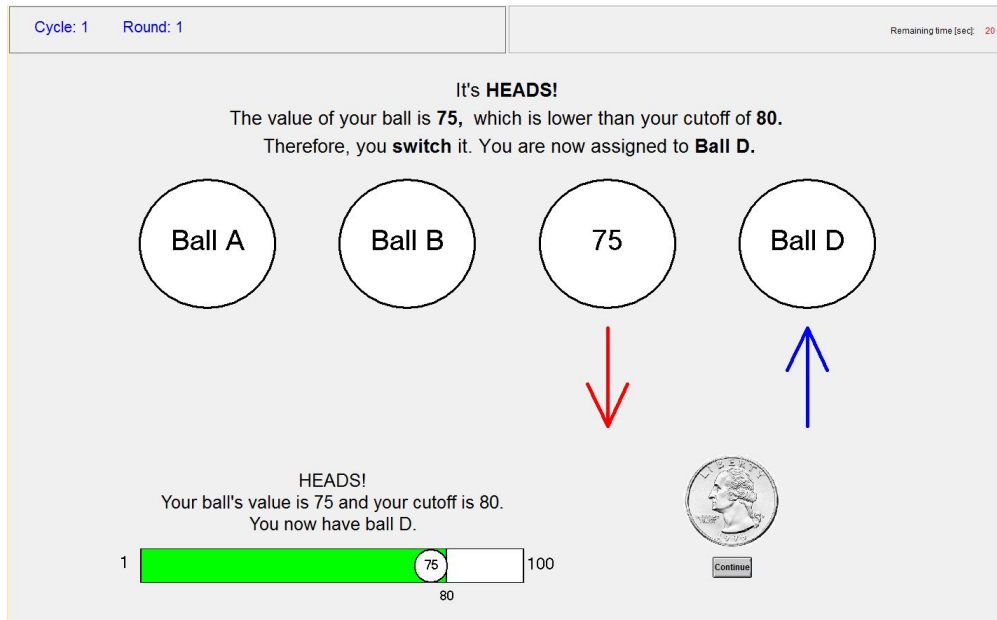 Cycle: 1 Round: 1
Remaining time [sec]: 20
It's HEADS!
The value of your ball is 75, which is lower than your cutoff of 80.
Therefore, you switch it. You are now assigned to Ball D.
Ball A Ball B 75 Ball D
LIBERTY
HEADS!
Your ball's value is 75 and your cutoff is 80.
You now have ball D.
1 75 100
Continue
80